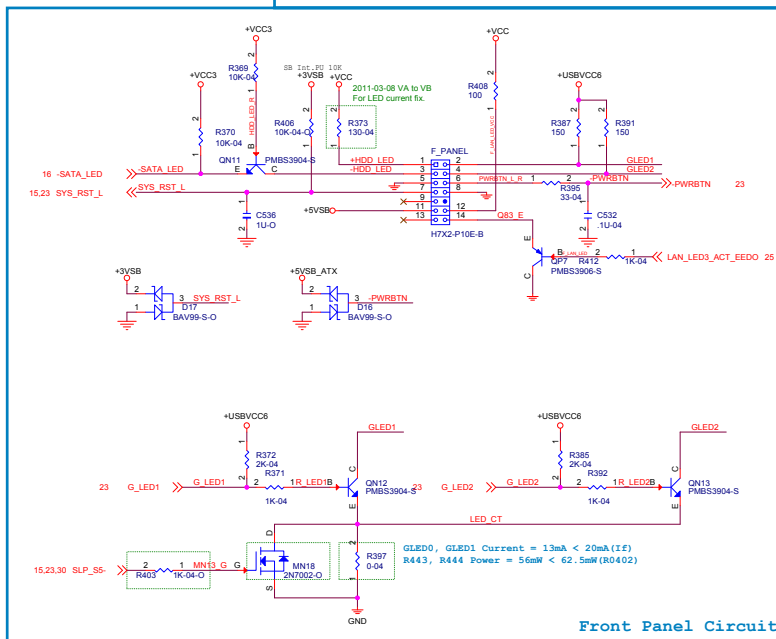 +VCC3
+VCC
SB Int.PU 10K
+VCC3
+3VSB
+VCC
2011-03-08 VA to VB
For LED current fix.
+USBVCC6
R369
10K-04
HDD_LED_R
R408
100
F_LAN_LED_VCC
R370
10K-04
R406
10K-04-O
R373
130-04
R387
150
R391
150
F_PANEL
QN11
PMBS3904-S
B
E
C
+HDD_LED
-HDD_LED
GLED1
GLED2
16 -SATA_LED
-SATA_LED
PWRBTN_L_R
-PWRBTN
-PWRBTN 23
15,23 SYS_RST_L
SYS_RST_L
R395
33-04
1 2
3 4
5 6
7 8
9
11 12
13 14
+5VSB
Q83_E
C536
1U-O
H7X2-P10E-B
C532
.1U-04
E
B
C
F_LAN_LED
QP7
PMBS3906-S
R412
1K-04
LAN_LED3_ACT_EEDO 25
+3VSB
SYS_RST_L
D17
BAV99-S-O
+5VSB_ATX
-PWRBTN
D16
BAV99-S-O
+USBVCC6
GLED1
R372
2K-04
R371
23 G_LED1
G_LED1
R_LED1
1K-04
QN12
PMBS3904-S
+USBVCC6
GLED2
R385
2K-04
R392
23 G_LED2
G_LED2
R_LED2
1K-04
QN13
PMBS3904-S
LED_CT
15,23,30 SLP_S5-
R403
1K-04-O
MN13_G
G
D
S
MN18
2N7002-O
R397
0-04
GND
GLED0, GLED1 Current = 13mA < 20mA(If)
R443, R444 Power = 56mW < 62.5mW(R0402)
Front Panel Circuit